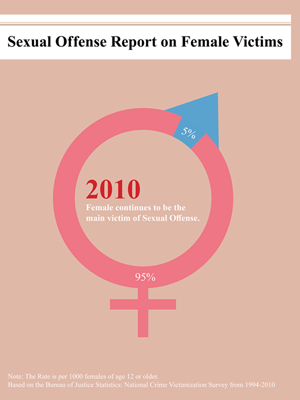 Sexual Offense Report on Female Victims
5%
2010
Female continues to be the
main victim of Sexual Offense.
95%
Note: The Rate is per 1000 females of age 12 or older
Based on the Bureau of Justice Statistics: National Crime Victimization Survey from 1994-2010